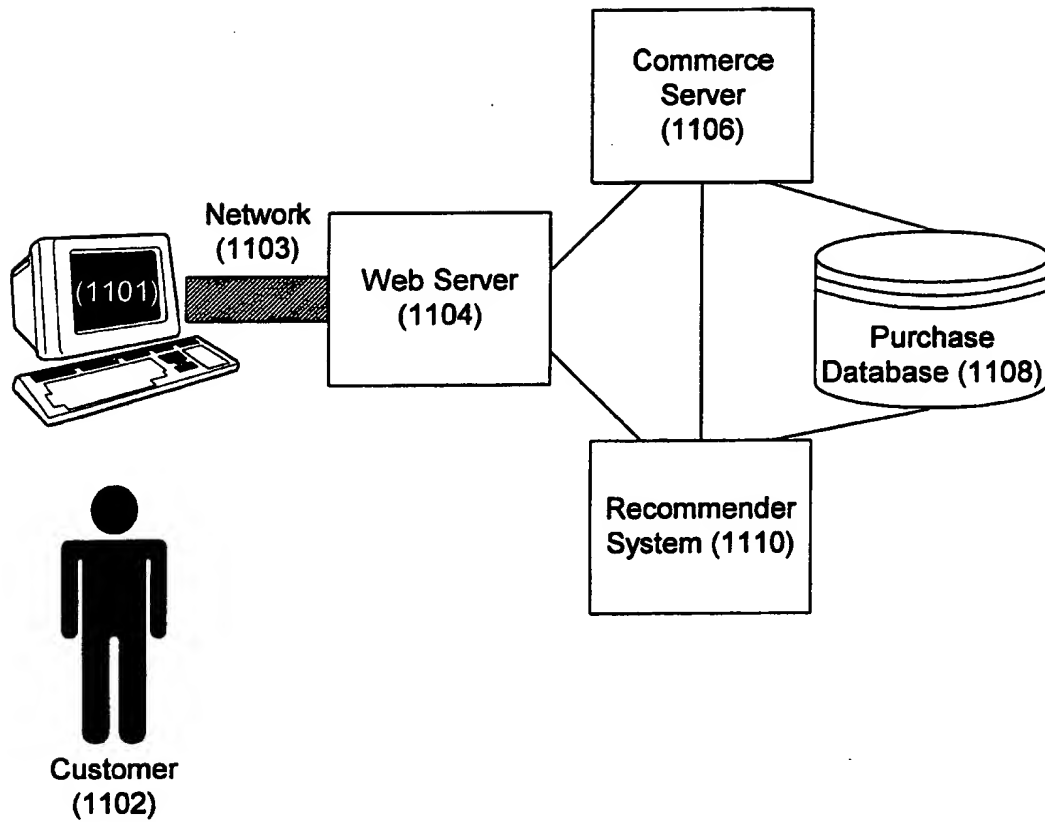 Commerce
Server
(1106)
Network
(1103)
(1101)
Web Server
(1104)
Purchase
Database (1108)
Recommender
System (1110)
Customer
(1102)